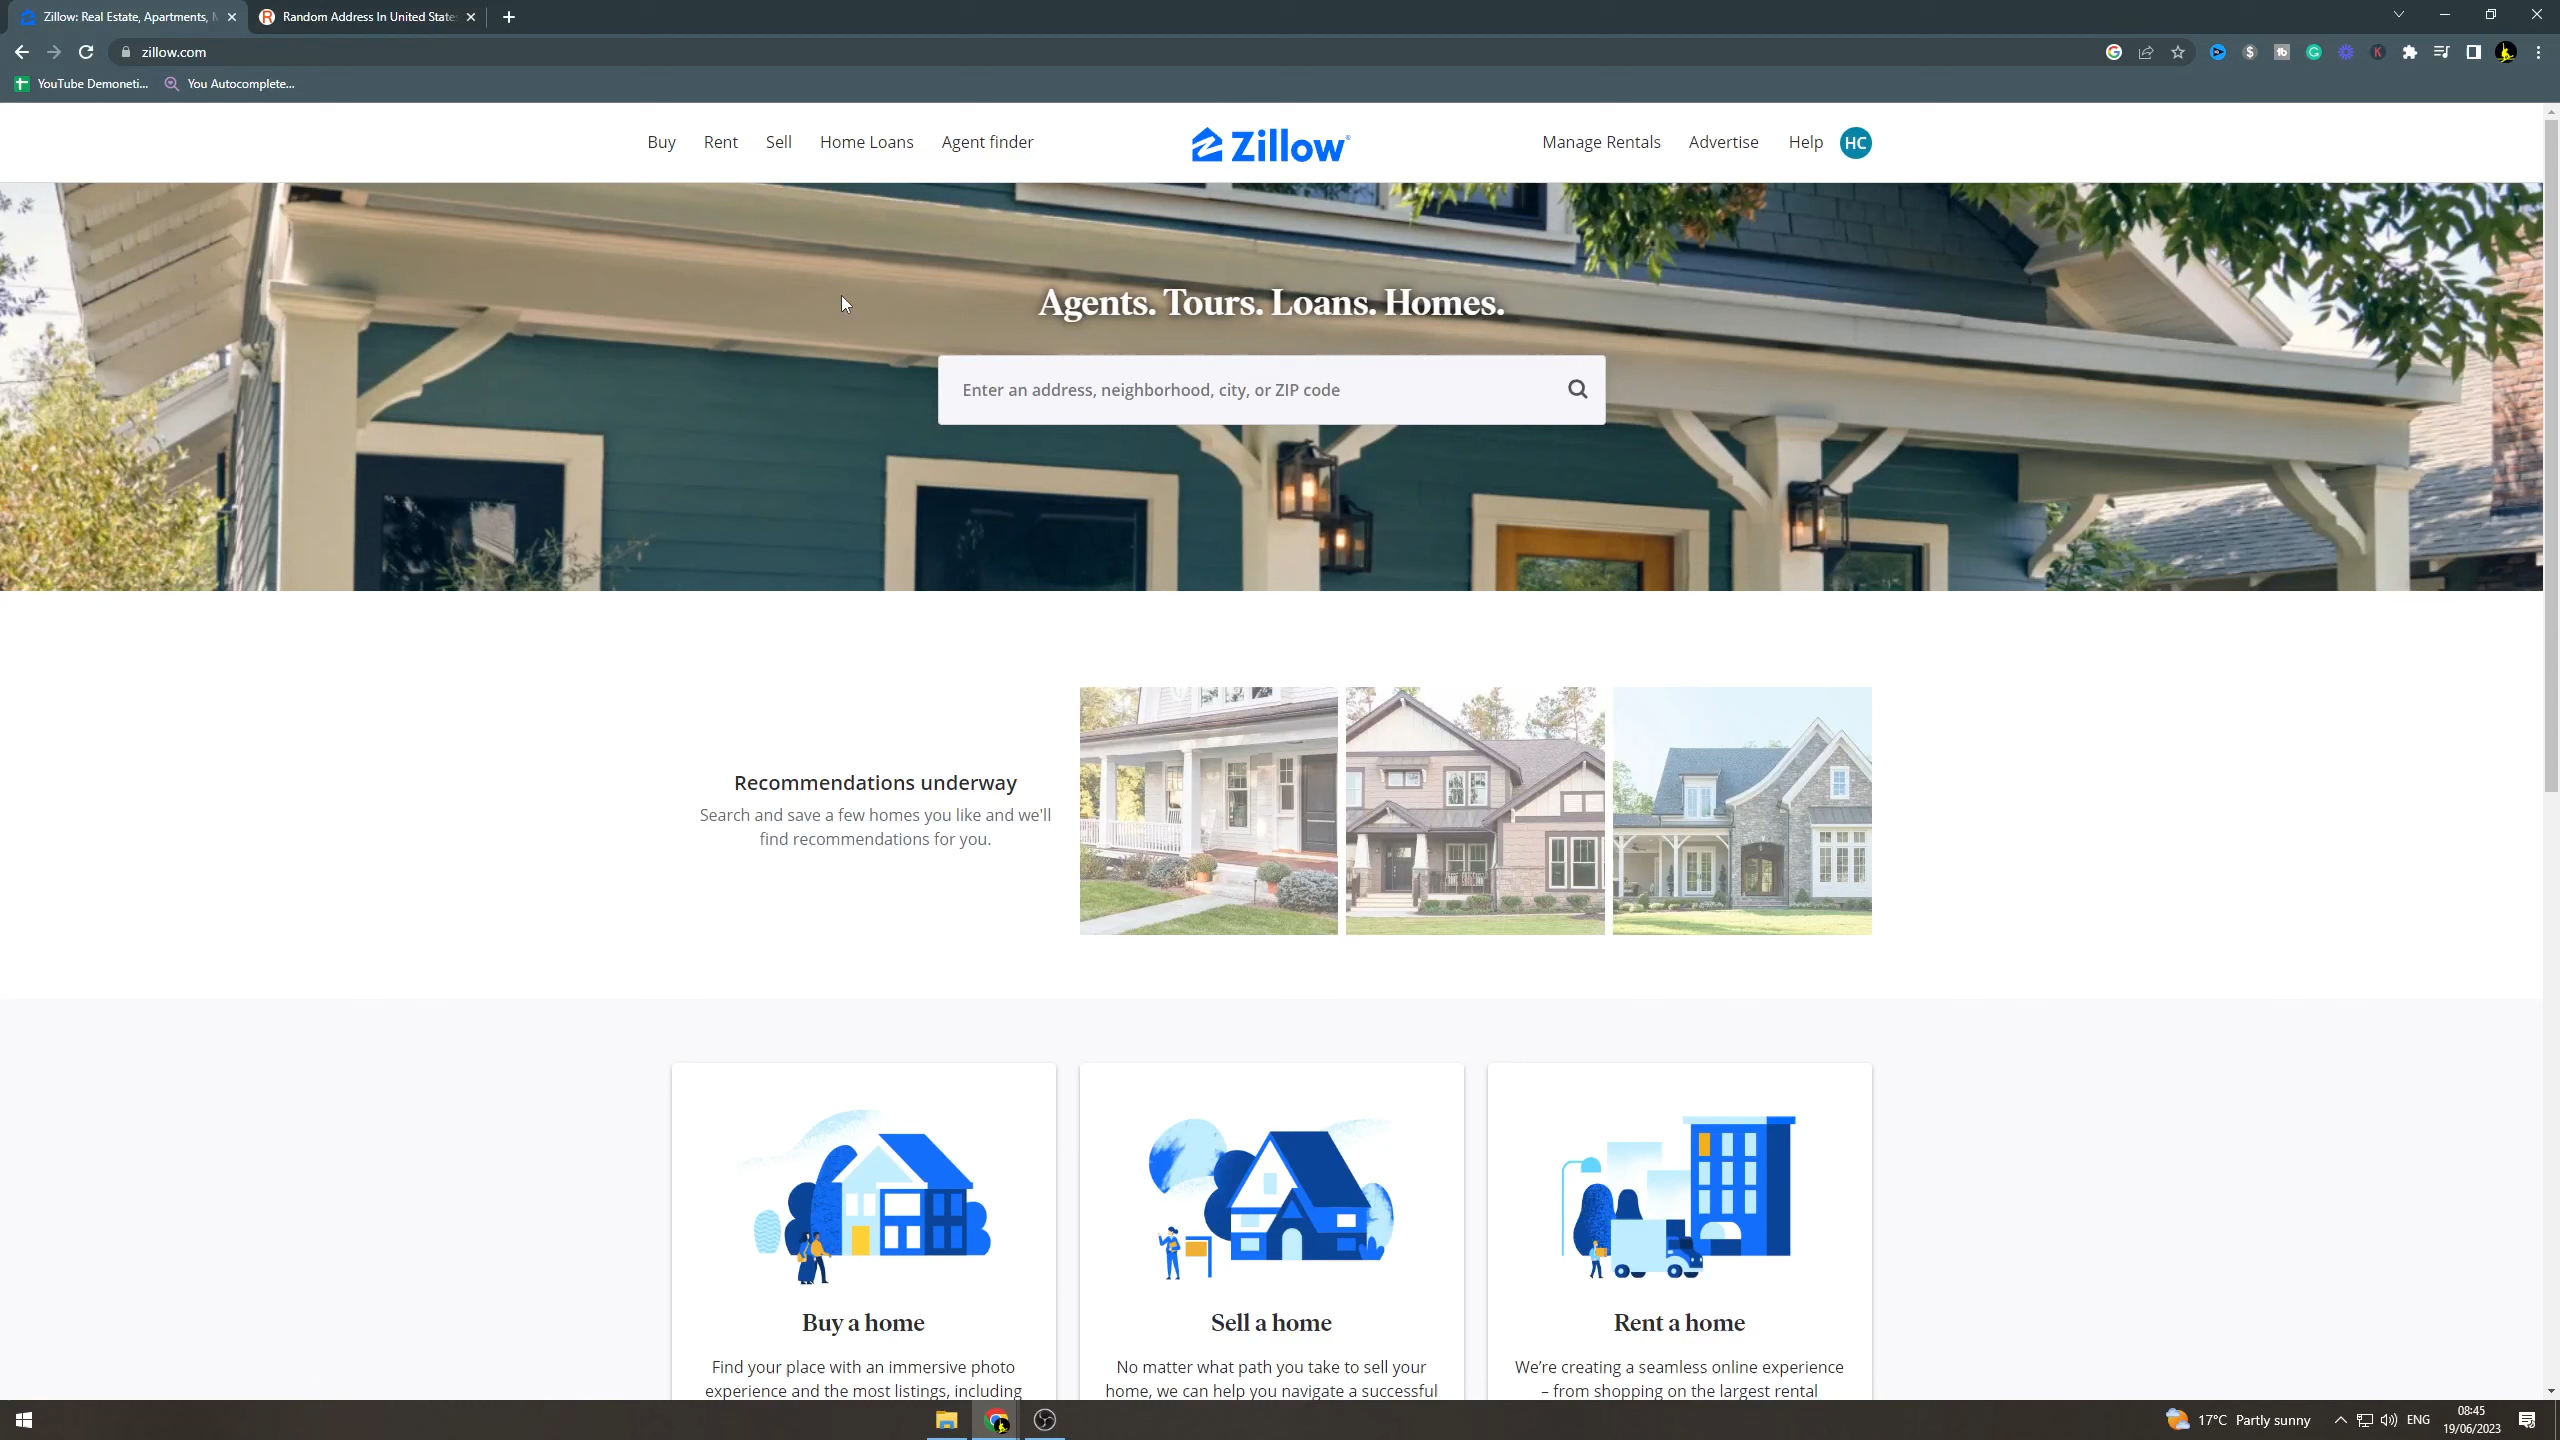 Zillow: Real Estate, Apartments, M
Random Address In United State
zillow.com
YouTube Demoneti...
You Autocomplete...
Buy
Rent
Sell
Home Loans
Agent finder
Zillow
Manage Rentals
Advertise
Help
HC
Agents. Tours. Loans. Homes.
Enter an address, neighborhood, city, or ZIP code
Recommendations underway
Search and save a few homes you like and we'll
find recommendations for you.
Buy a home
Find your place with an immersive photo
experience and the most listings, including
Sell a home
No matter what path you take to sell your
home, we can help you navigate a successful
Rent a home
We're creating a seamless online experience
– from shopping on the largest rental
17°C Partly sunny
ENG
08:45
19/06/2023